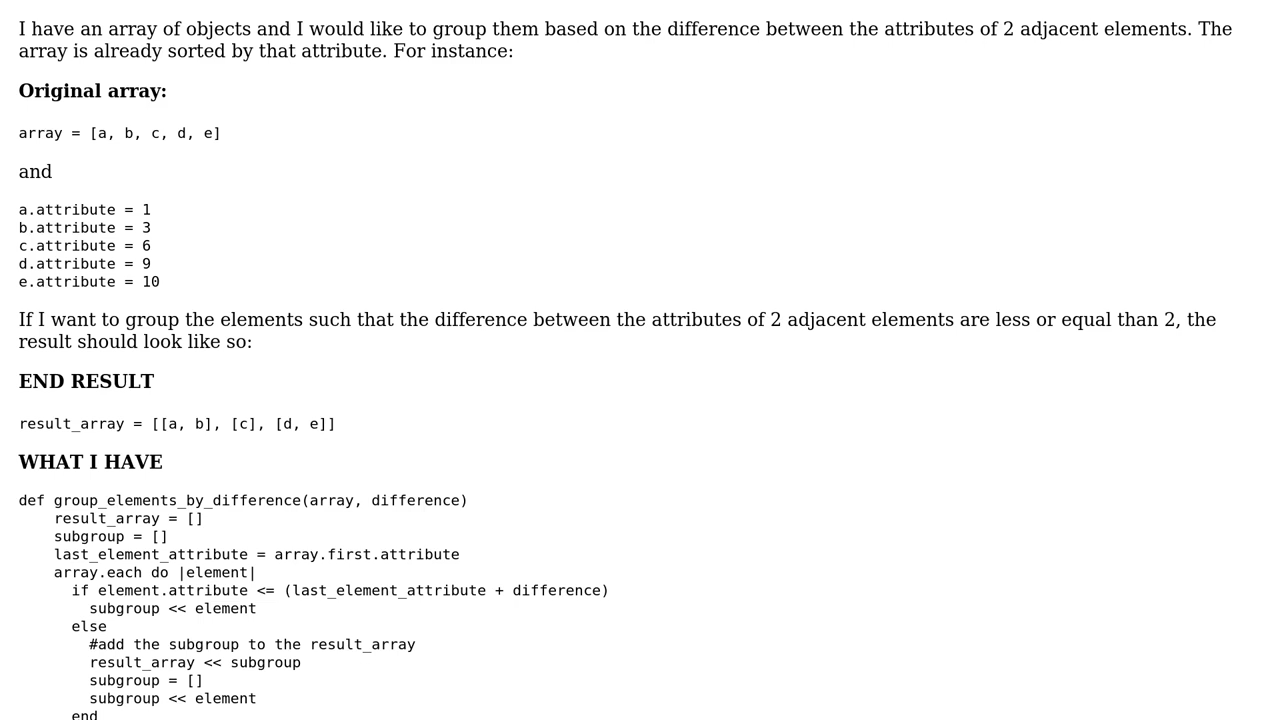 I have an array of objects and I would like to group them based on the difference between the attributes of 2 adjacent elements. The
array is already sorted by that attribute. For instance:
Original array:
array = [a, b, c, d, e]
and
a.attribute = 1
b.attribute = 3
c.attribute = 6
d.attribute = 9
e.attribute = 10
If I want to group the elements such that the difference between the attributes of 2 adjacent elements are less or equal than 2, the
result should look like so:
END RESULT
result_array = [[a, b], [c], [d, e]]
WHAT I HAVE
def group_elements_by_difference(array, difference)
    result_array = []
    subgroup = []
    last_element_attribute = array.first.attribute
    array.each do |element|
      if element.attribute <= (last_element_attribute + difference)
        subgroup << element
      else
        #add the subgroup to the result_array
        result_array << subgroup
        subgroup = []
        subgroup << element
      end